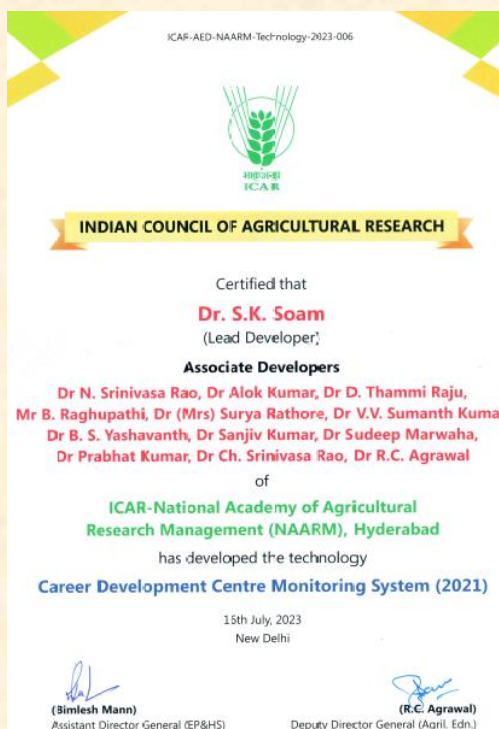 ICAR-AED-NAARM-Technology-2023-006
भाकृअनुप
ICAR
INDIAN COUNCIL OF AGRICULTURAL RESEARCH
Certified that
Dr. S.K. Soam
(Lead Developer)
Associate Developers
Dr N. Srinivasa Rao, Dr Alok Kumar, Dr D. Thammi Raju,
Mr B. Raghupathi, Dr (Mrs) Surya Rathore, Dr V.V. Sumanth Kuma
Dr B. S. Yashavanth, Dr Sanjiv Kumar, Dr Sudeep Marwaha,
Dr Prabhat Kumar, Dr Ch. Srinivasa Rao, Dr R.C. Agrawal
of
ICAR-National Academy of Agricultural
Research Management (NAARM), Hyderabad
has developed the technology
Career Development Centre Monitoring System (2021)
16th July, 2023
New Delhi
(Bimlesh Mann)
(R.C. Agrawal)
Assistant Director General (EP&HS)
Deputy Director General (Agril. Edn.)